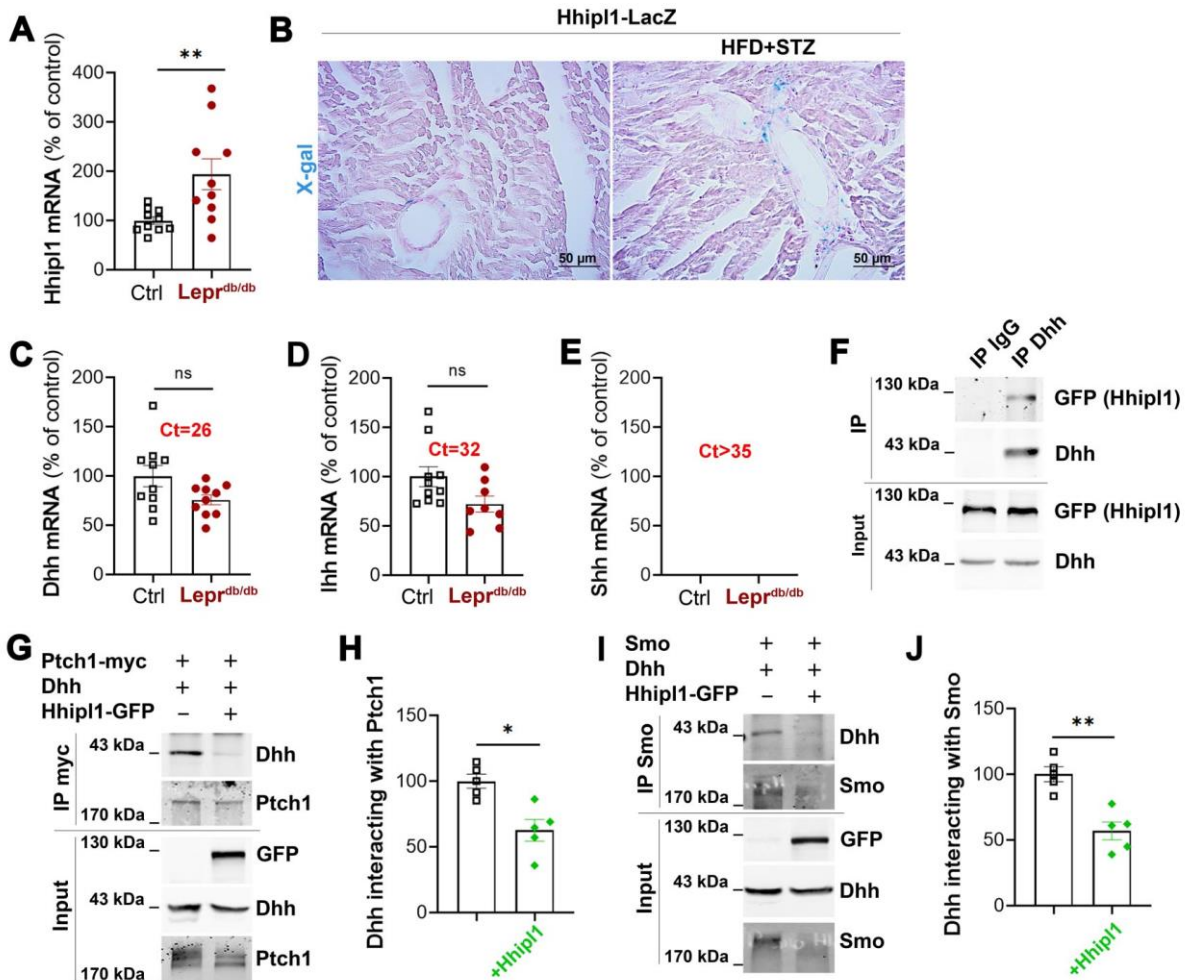 A
Hhipl1 mRNA (% of control)
**
400
300
200
100
0
Ctrl
Lepr^db/db
B
Hhipl1-LacZ
HFD+STZ
X-gal
50 µm
50 µm
C
Dhh mRNA (% of control)
ns
200
150
100
50
0
Ct=26
Ctrl
Lepr^db/db
D
Ihh mRNA (% of control)
ns
200
150
100
50
0
Ct=32
Ctrl
Lepr^db/db
E
Shh mRNA (% of control)
200
150
100
50
0
Ct>35
Ctrl
Lepr^db/db
F
IP IgG
IP Dhh
IP
130 kDa
GFP (Hhipl1)
43 kDa
Dhh
Input
130 kDa
GFP (Hhipl1)
43 kDa
Dhh
G
Ptch1-myc + +
Dhh + +
Hhipl1-GFP − +
IP myc
43 kDa
Dhh
Ptch1
170 kDa
Input
130 kDa
GFP
43 kDa
Dhh
Ptch1
170 kDa
H
Dhh interacting with Ptch1
*
150
100
50
0
+Hhipl1
I
Smo + +
Dhh + +
Hhipl1-GFP − +
IP Smo
43 kDa
Dhh
Smo
170 kDa
Input
130 kDa
GFP
43 kDa
Dhh
Smo
170 kDa
J
Dhh interacting with Smo
**
150
100
50
0
+Hhipl1